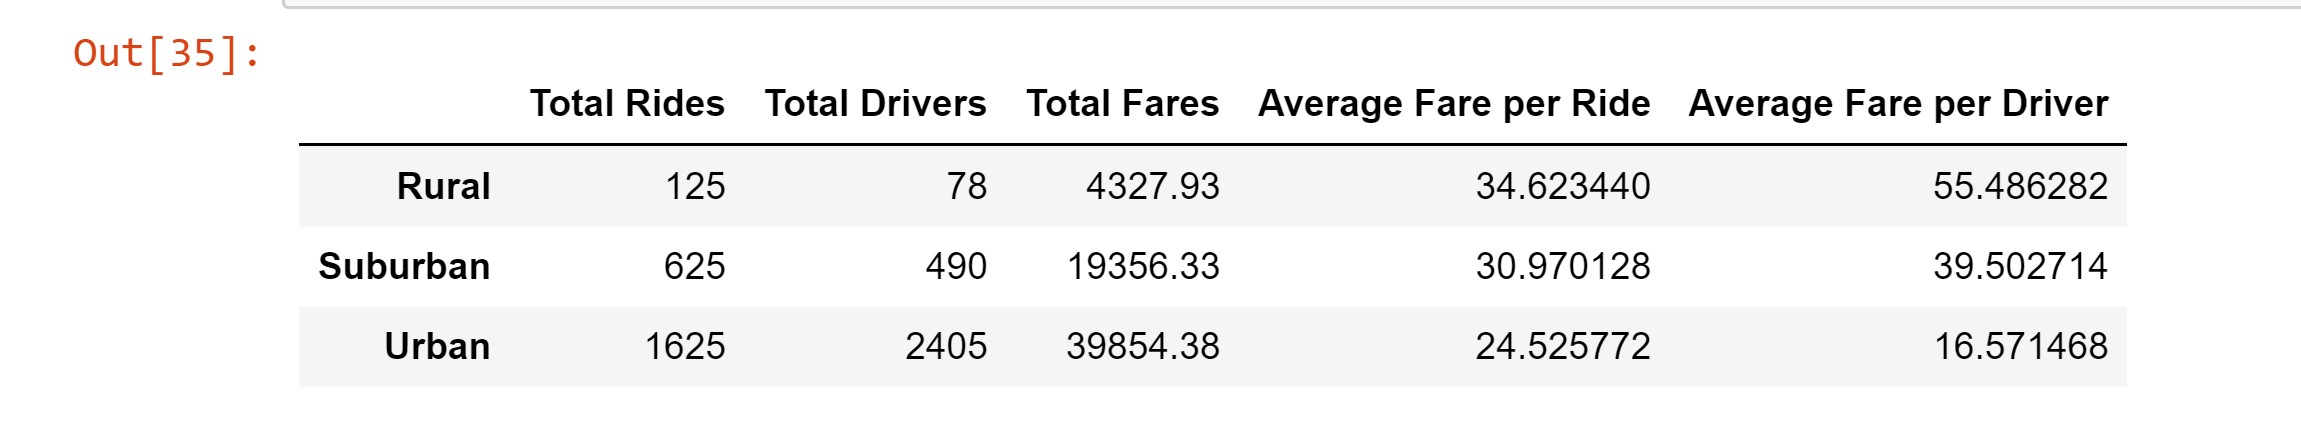 Out[35]:
Total Rides Total Drivers Total Fares Average Fare per Ride Average Fare per Driver
Rural 125 78 4327.93 34.623440 55.486282
Suburban 625 490 19356.33 30.970128 39.502714
Urban 1625 2405 39854.38 24.525772 16.571468